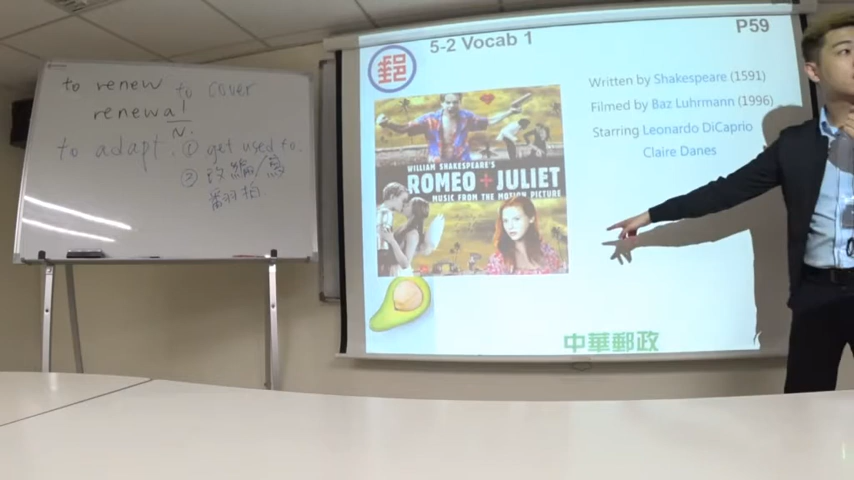 to renew to cover
renewal
N.
to adapt. ① get used to.
② 改編/為
翻拍
5-2 Vocab 1
P59
郵
WILLIAM SHAKESPEARE'S
ROMEO + JULIET
MUSIC FROM THE MOTION PICTURE
Written by Shakespeare (1591)
Filmed by Baz Luhrmann (1996)
Starring Leonardo DiCaprio
Claire Danes
中華郵政